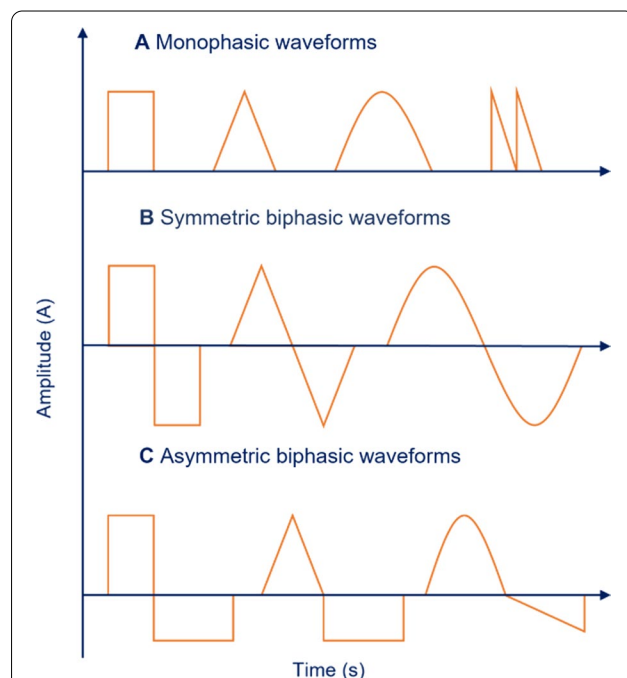 A Monophasic waveforms
B Symmetric biphasic waveforms
Amplitude (A)
C Asymmetric biphasic waveforms
Time (s)